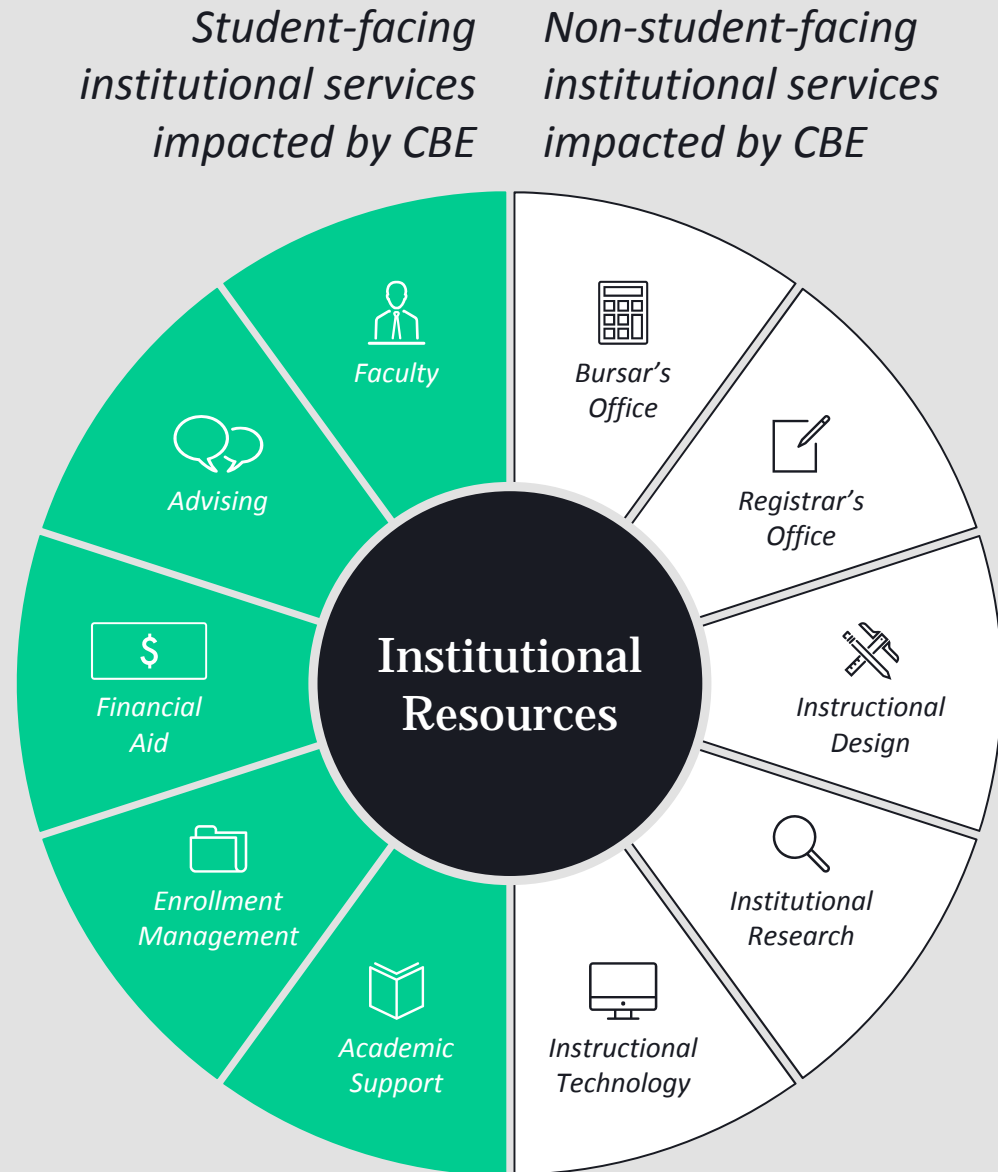 Student-facing
institutional services
impacted by CBE
Non-student-facing
institutional services
impacted by CBE
Faculty
Advising
$
Financial
Aid
Enrollment
Management
Academic
Support
Bursar’s
Office
Registrar’s
Office
Instructional
Design
Institutional
Research
Instructional
Technology
Institutional
Resources